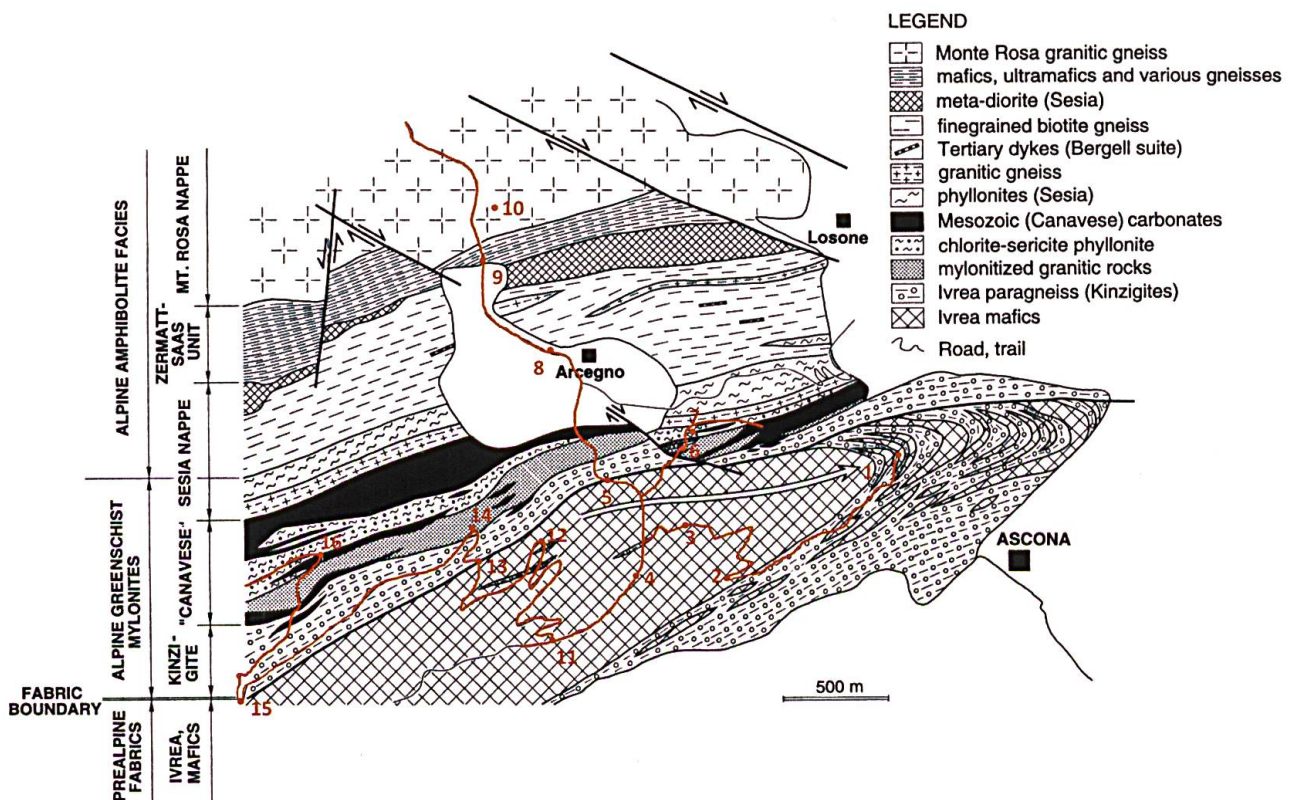 LEGEND
Monte Rosa granitic gneiss
mafics, ultramafics and various gneisses
meta-diorite (Sesia)
finegrained biotite gneiss
Tertiary dykes (Bergell suite)
granitic gneiss
phyllonites (Sesia)
Mesozoic (Canavese) carbonates
chlorite-sericite phyllonite
mylonitized granitic rocks
Ivrea paragneiss (Kinzigites)
Ivrea mafics
Road, trail
ALPINE AMPHIBOLITE FACIES
ALPINE GREENSCHIST
MYLONITES
PREALPINE
FABRICS
MT. ROSA NAPPE
ZERMATT-
SAAS
UNIT
SESIA NAPPE
"CANAVESE"
KINZI-
GITE
IVREA,
MAFICS
FABRIC
BOUNDARY
Losone
Arcegno
ASCONA
500 m
10
9
8
7
6
1
5
14
16
12
3
13
4
2
11
15